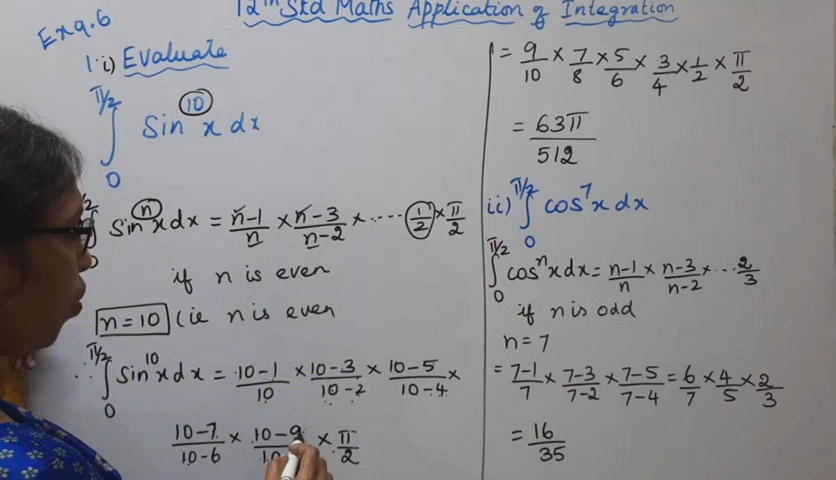 12th Std Maths Application of Integration
Ex 9.6
1. i) Evaluate
∫₀^(π/2) sin¹⁰ x dx
sinⁿ x dx = (n-1)/n × (n-3)/(n-2) × ---- 1/2 × π/2
if n is even
n = 10 (ie n is even
∴ ∫₀^(π/2) sin¹⁰ x dx = (10-1)/10 × (10-3)/(10-2) × (10-5)/(10-4) ×
(10-7)/(10-6) × (10-9)/ × π/2
= 9/10 × 7/8 × 5/6 × 3/4 × 1/2 × π/2
= 63π/512
ii) ∫₀^(π/2) cos⁷ x dx
∫₀^(π/2) cosⁿ x dx = (n-1)/n × (n-3)/(n-2) × -- 2/3
if n is odd
n = 7
= (7-1)/7 × (7-3)/(7-2) × (7-5)/(7-4) = 6/7 × 4/5 × 2/3
= 16/35